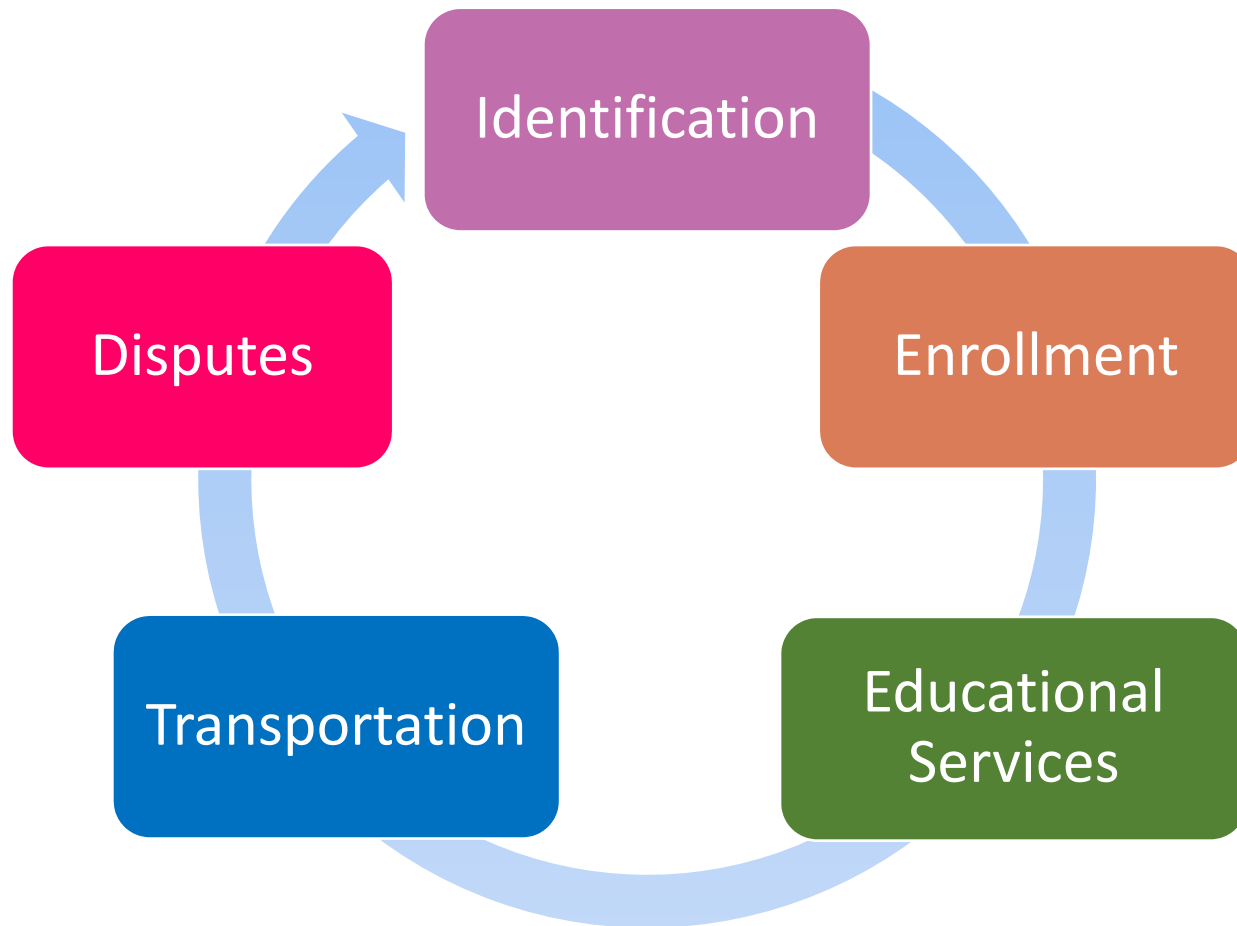 Identification
Enrollment
Educational
Services
Transportation
Disputes